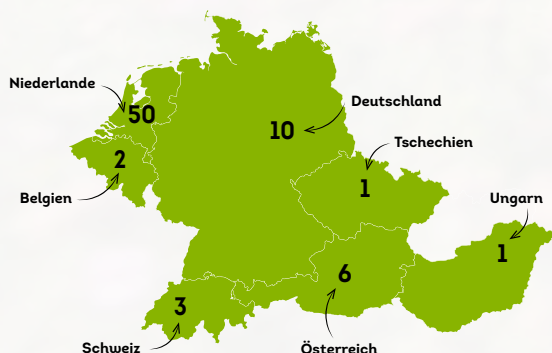 Niederlande
50
Deutschland
10
Tschechien
2
1
Belgien
Ungarn
1
6
3
Schweiz
Österreich